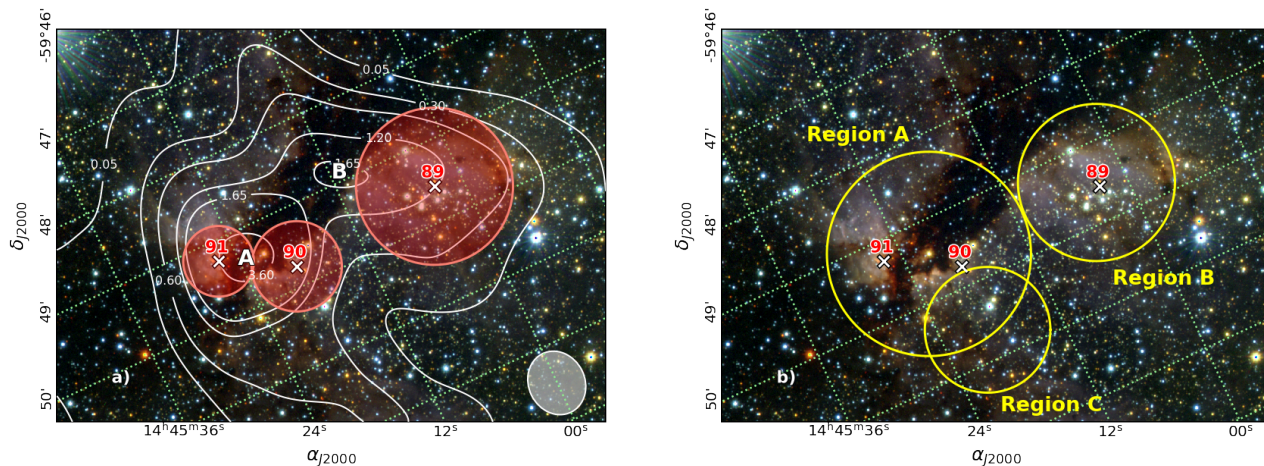 -59°46'
47'
48'
49'
50'
δJ2000
0.05
0.05
0.30
1.20
1.65
B
89
1.65
91
90
A
3.60
0.60
a)
14ʰ45ᵐ36ˢ
24ˢ
12ˢ
00ˢ
αJ2000
-59°46'
47'
48'
49'
50'
δJ2000
Region A
89
91
90
Region B
b)
Region C
14ʰ45ᵐ36ˢ
24ˢ
12ˢ
00ˢ
αJ2000